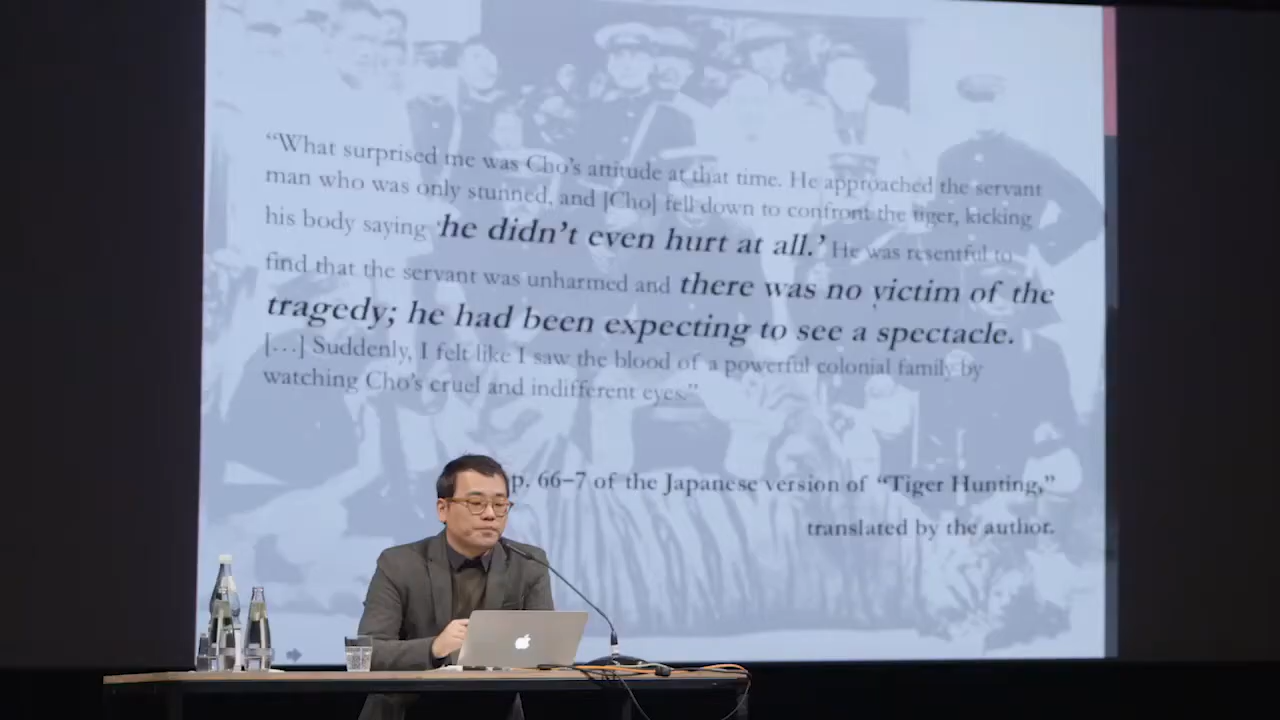 “What surprised me was Cho’s attitude at that time. He approached the servant
man who was only stunned, and [Cho] fell down to confront the tiger, kicking
his body saying ‘he didn’t even hurt at all.’ He was resentful to
find that the servant was unharmed and there was no victim of the
tragedy; he had been expecting to see a spectacle.
[…] Suddenly, I felt like I saw the blood of a powerful colonial family by
watching Cho’s cruel and indifferent eyes.”
p. 66–7 of the Japanese version of “Tiger Hunting,”
translated by the author.